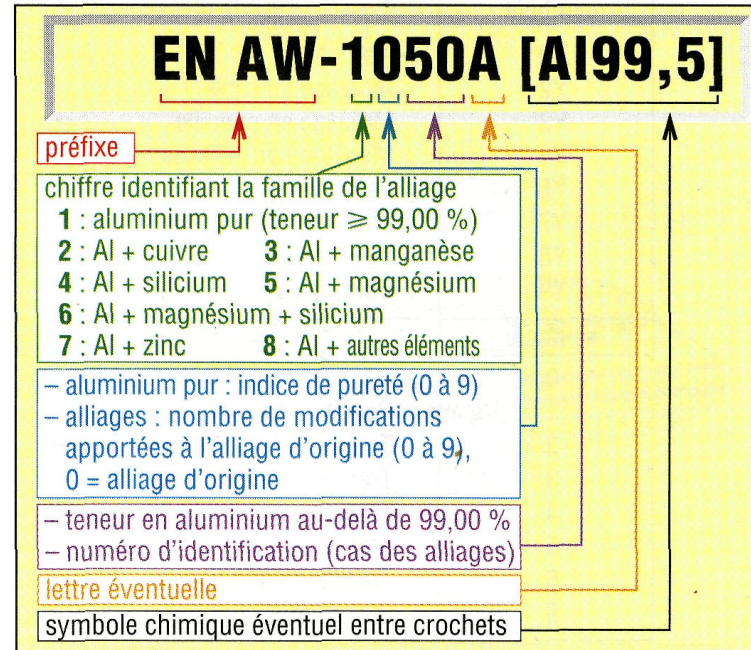 EN AW-1050A [Al99,5]
préfixe
chiffre identifiant la famille de l'alliage
1 : aluminium pur (teneur ⩾ 99,00 %)
2 : Al + cuivre 3 : Al + manganèse
4 : Al + silicium 5 : Al + magnésium
6 : Al + magnésium + silicium
7 : Al + zinc 8 : Al + autres éléments
– aluminium pur : indice de pureté (0 à 9)
– alliages : nombre de modifications
apportées à l'alliage d'origine (0 à 9),
0 = alliage d'origine
– teneur en aluminium au-delà de 99,00 %
– numéro d'identification (cas des alliages)
lettre éventuelle
symbole chimique éventuel entre crochets